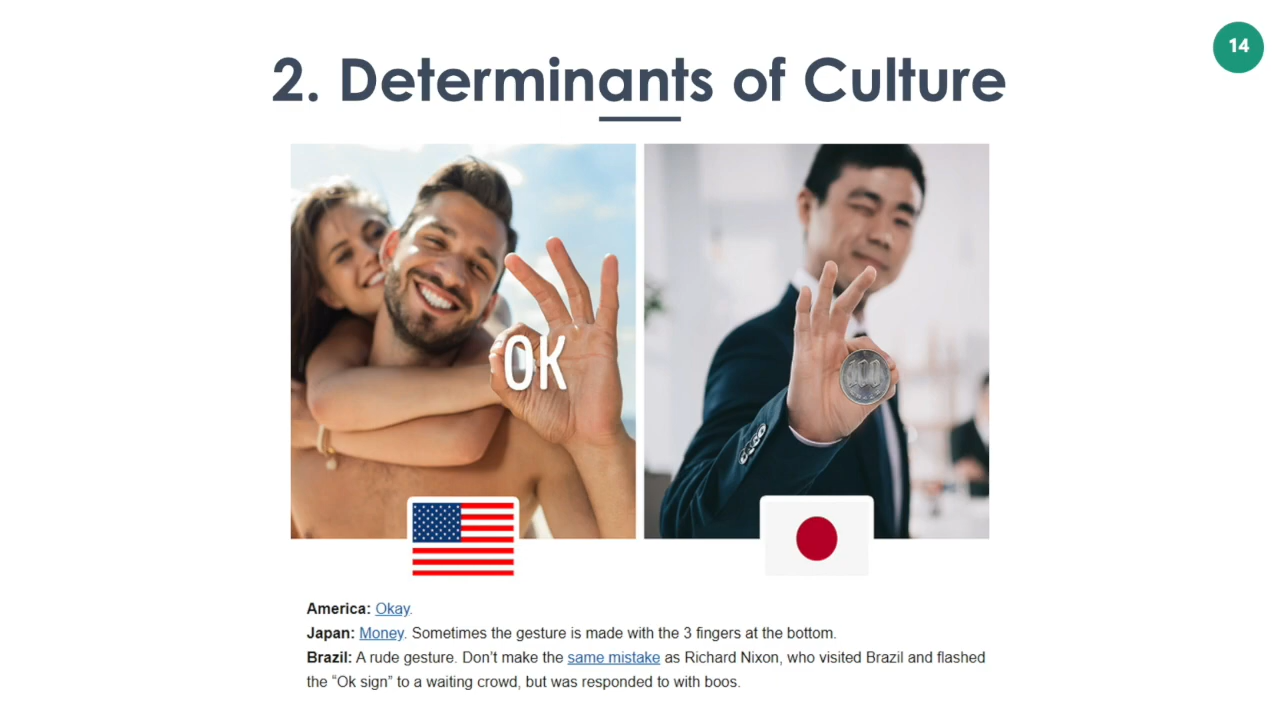 14
2. Determinants of Culture
OK
100
America: Okay.
Japan: Money. Sometimes the gesture is made with the 3 fingers at the bottom.
Brazil: A rude gesture. Don’t make the same mistake as Richard Nixon, who visited Brazil and flashed
the “Ok sign” to a waiting crowd, but was responded to with boos.